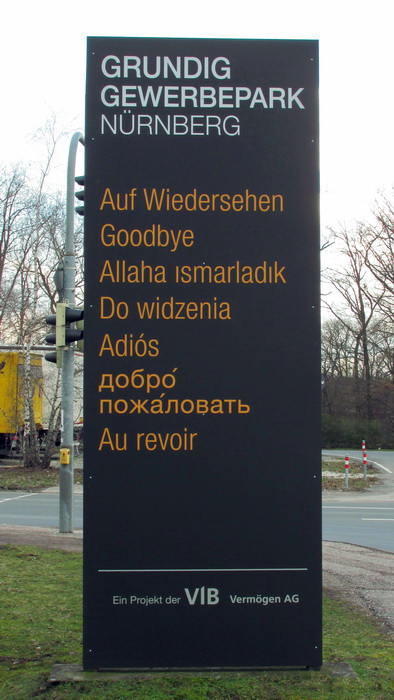 GRUNDIG
GEWERBEPARK
NÜRNBERG
Auf Wiedersehen
Goodbye
Allaha ısmarladık
Do widzenia
Adiós
добро́
пожа́ловать
Au revoir
Ein Projekt der VIB Vermögen AG